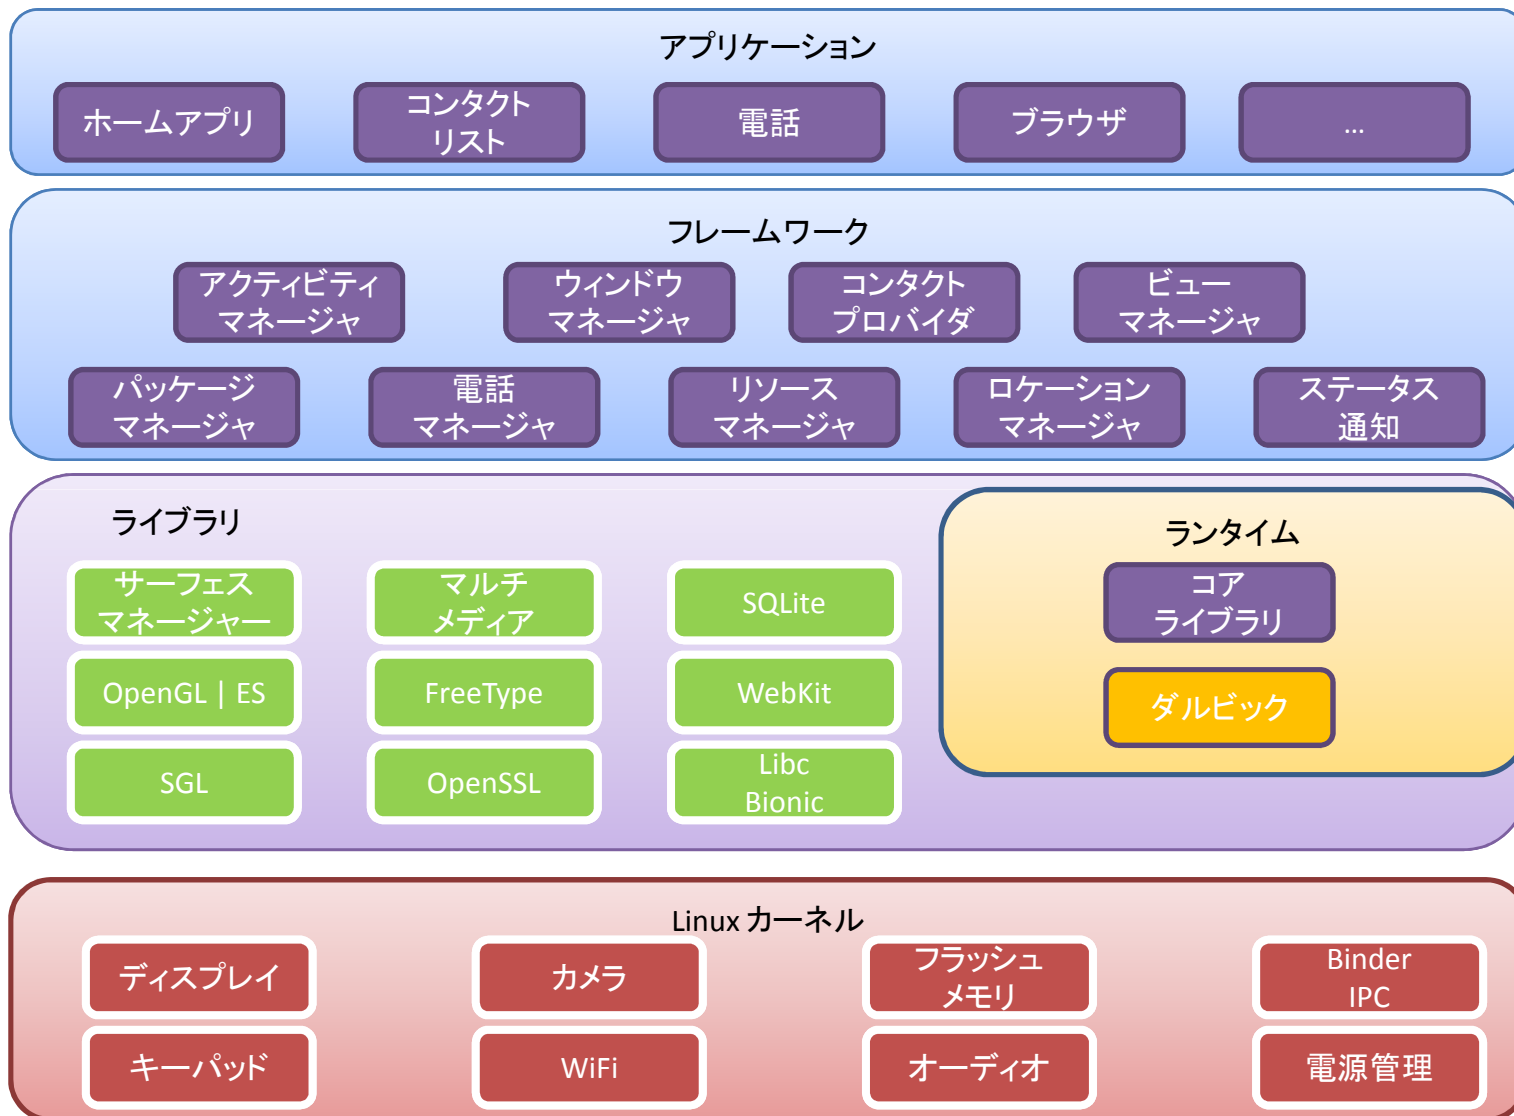 アプリケーション
ホームアプリ
コンタクト
リスト
電話
ブラウザ
...
フレームワーク
アクティビティ
マネージャ
ウィンドウ
マネージャ
コンタクト
プロバイダ
ビュー
マネージャ
パッケージ
マネージャ
電話
マネージャ
リソース
マネージャ
ロケーション
マネージャ
ステータス
通知
ライブラリ
サーフェス
マネージャー
マルチ
メディア
SQLite
OpenGL | ES
FreeType
WebKit
SGL
OpenSSL
Libc
Bionic
ランタイム
コア
ライブラリ
ダルビック
Linux カーネル
ディスプレイ
カメラ
フラッシュ
メモリ
Binder
IPC
キーパッド
WiFi
オーディオ
電源管理